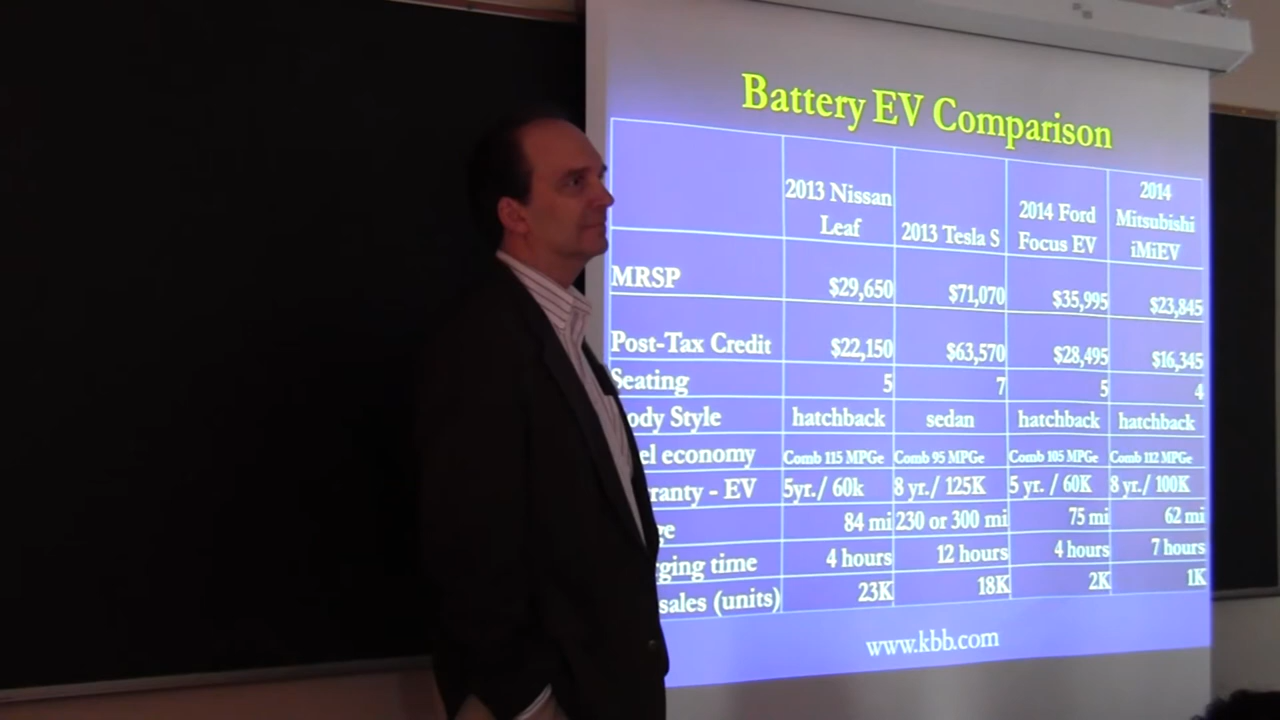 Battery EV Comparison
2013 Nissan Leaf 2013 Tesla S 2014 Ford Focus EV 2014 Mitsubishi iMiEV
MRSP $29,650 $71,070 $35,995 $23,845
Post-Tax Credit $22,150 $63,570 $28,495 $16,345
Seating 5 7 5 4
ody Style hatchback sedan hatchback hatchback
el economy Comb 115 MPGe Comb 95 MPGe Comb 105 MPGe Comb 112 MPGe
ranty - EV 5yr./ 60k 8 yr./ 125K 5 yr. / 60K 8 yr./ 100K
ge 84 mi 230 or 300 mi 75 mi 62 mi
rging time 4 hours 12 hours 4 hours 7 hours
sales (units) 23K 18K 2K 1K
www.kbb.com